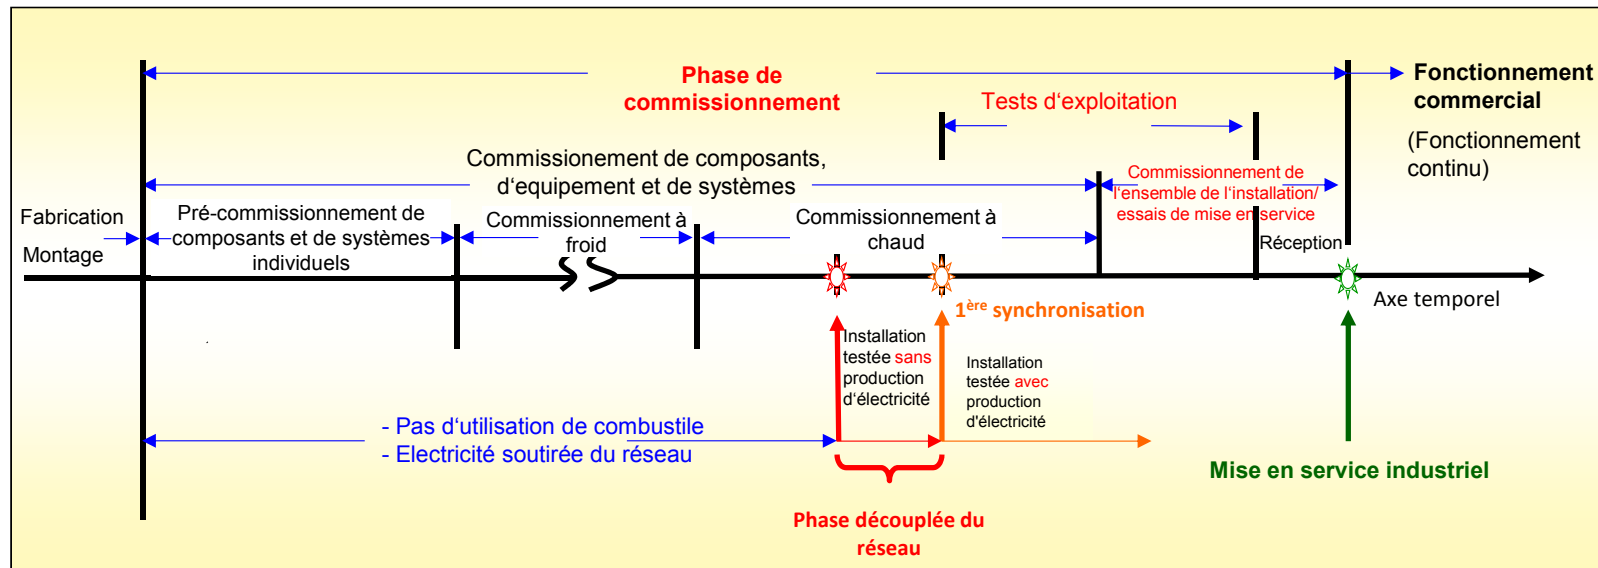 Phase de
commissionnement
Fonctionnement
commercial
(Fonctionnement
continu)
Tests d‘exploitation
Commissionement de composants,
d‘equipement et de systèmes
Commissionement de
l‘ensemble de l‘installation/
essais de mise en service
Fabrication
Montage
Pré-commissionnement de
composants et de systèmes
individuels
Commissionnement à
froid
Commissionnement à
chaud
Réception
Axe temporel
1ère synchronisation
Installation
testée sans
production
d‘électricité
Installation
testée avec
production
d'électricité
- Pas d‘utilisation de combustile
- Electricité soutirée du réseau
Mise en service industriel
Phase découplée du
réseau